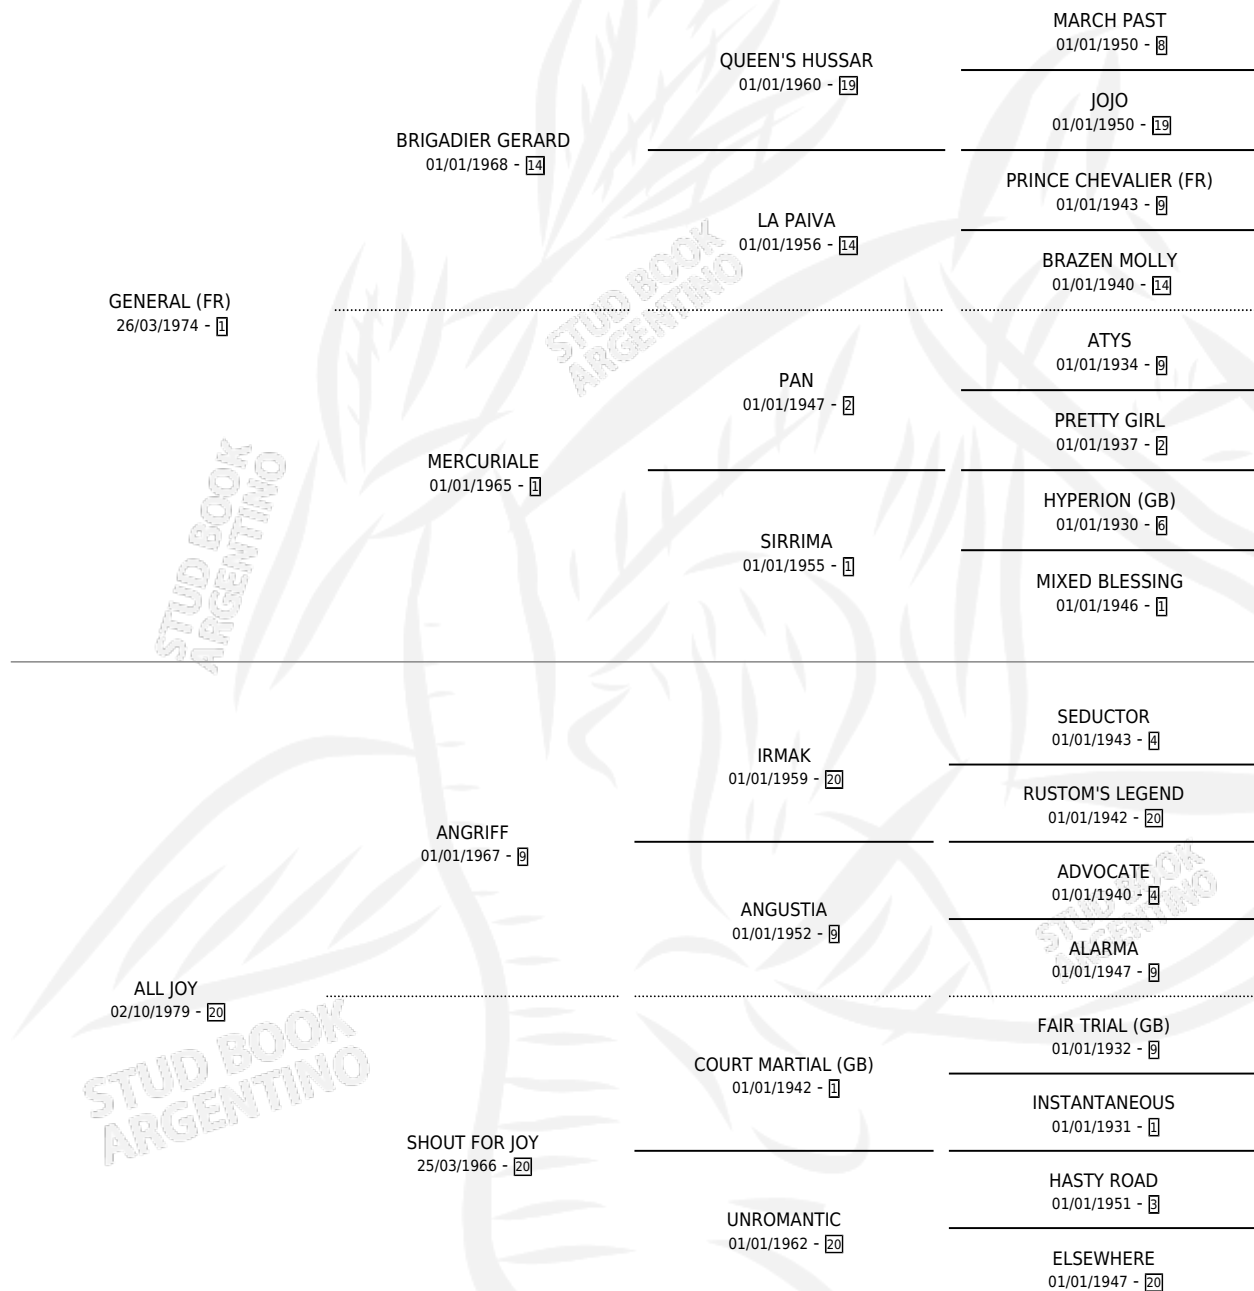 MARCH PAST
01/01/1950 - 8
QUEEN'S HUSSAR
01/01/1960 - 19
JOJO
01/01/1950 - 19
BRIGADIER GERARD
01/01/1968 - 14
PRINCE CHEVALIER (FR)
01/01/1943 - 9
LA PAIVA
01/01/1956 - 14
BRAZEN MOLLY
01/01/1940 - 14
GENERAL (FR)
26/03/1974 - 1
ATYS
01/01/1934 - 9
PAN
01/01/1947 - 2
PRETTY GIRL
01/01/1937 - 2
MERCURIALE
01/01/1965 - 1
HYPERION (GB)
01/01/1930 - 6
SIRRIMA
01/01/1955 - 1
MIXED BLESSING
01/01/1946 - 1
SEDUCTOR
01/01/1943 - 4
IRMAK
01/01/1959 - 20
RUSTOM'S LEGEND
01/01/1942 - 20
ANGRIFF
01/01/1967 - 9
ADVOCATE
01/01/1940 - 4
ANGUSTIA
01/01/1952 - 9
ALARMA
01/01/1947 - 9
ALL JOY
02/10/1979 - 20
FAIR TRIAL (GB)
01/01/1932 - 9
COURT MARTIAL (GB)
01/01/1942 - 1
INSTANTANEOUS
01/01/1931 - 1
SHOUT FOR JOY
25/03/1966 - 20
HASTY ROAD
01/01/1951 - 3
UNROMANTIC
01/01/1962 - 20
ELSEWHERE
01/01/1947 - 20
STUD BOOK
ARGENTINO
STUD BOOK
ARGENTINO
STUD BOOK
ARGENTINO
STUD BOOK
ARGENTINO